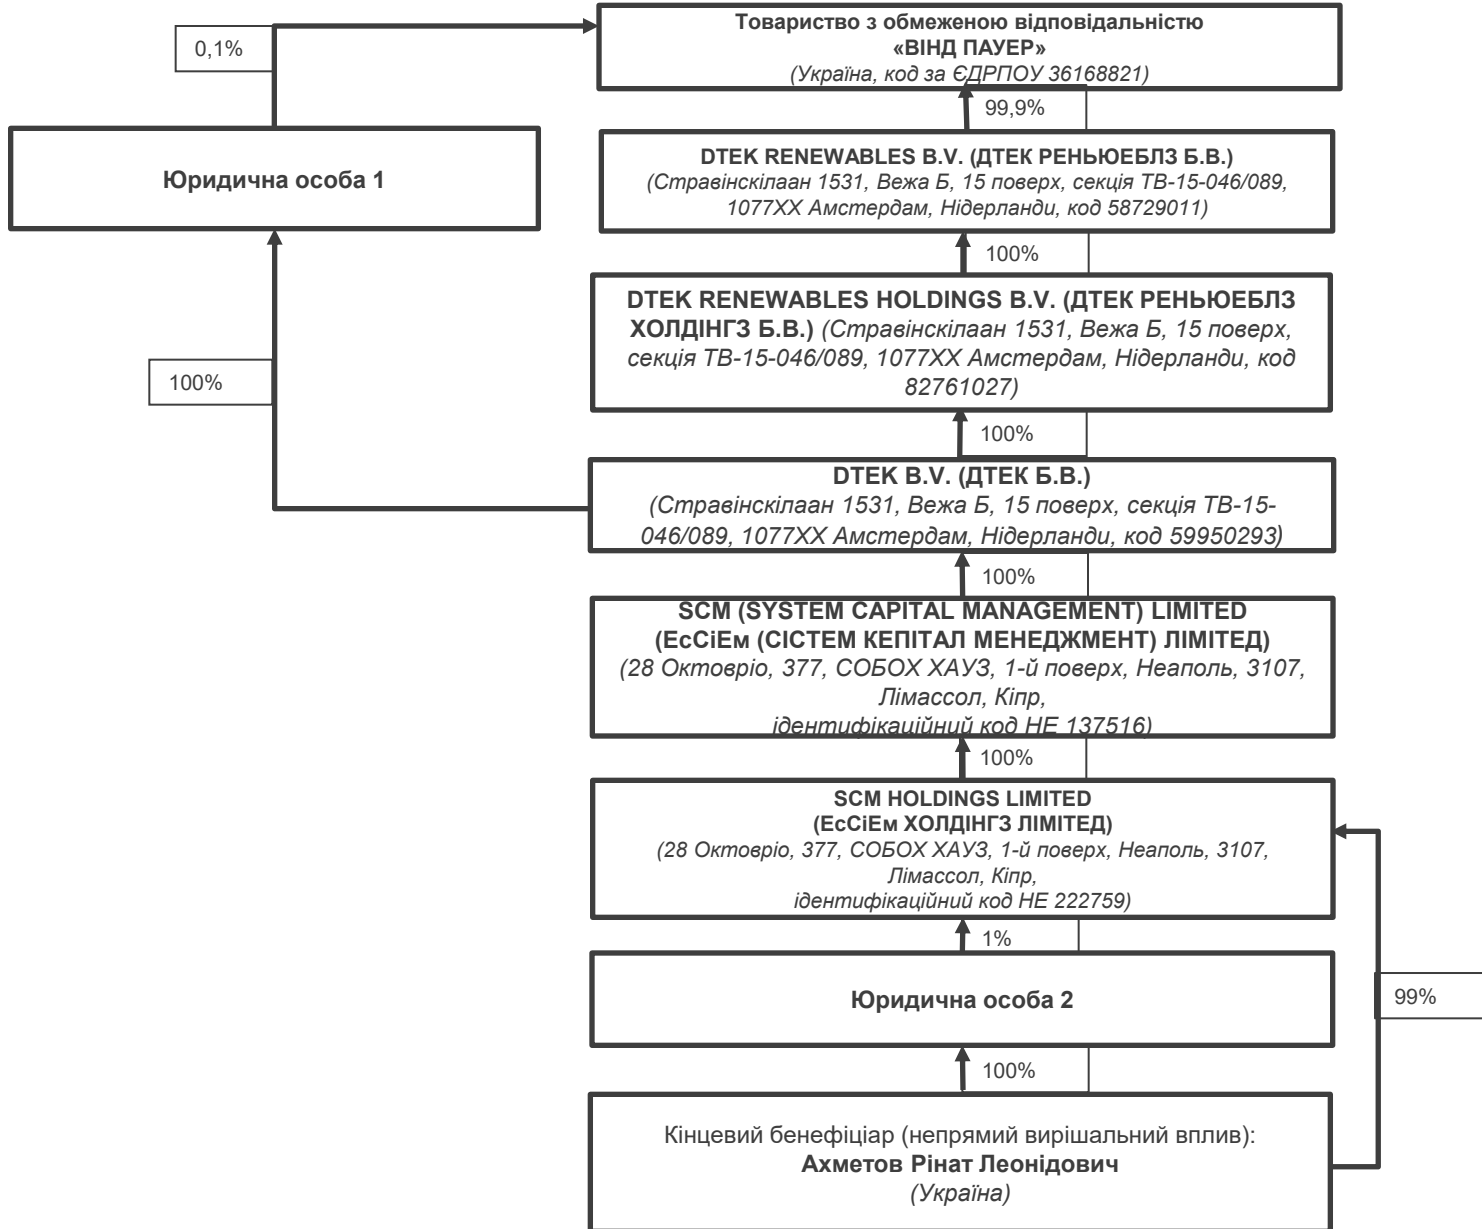 Товариство з обмеженою відповідальністю
«ВІНД ПАУЕР»
(Україна, код за ЄДРПОУ 36168821)
0,1%
99,9%
Юридична особа 1
DTEK RENEWABLES B.V. (ДТЕК РЕНЬЮЕБЛЗ Б.В.)
(Стравінскілаан 1531, Вежа Б, 15 поверх, секція ТВ-15-046/089,
1077ХХ Амстердам, Нідерланди, код 58729011)
100%
DTEK RENEWABLES HOLDINGS B.V. (ДТЕК РЕНЬЮЕБЛЗ
ХОЛДІНГЗ Б.В.) (Стравінскілаан 1531, Вежа Б, 15 поверх,
секція ТВ-15-046/089, 1077ХХ Амстердам, Нідерланди, код
82761027)
100%
100%
DTEK B.V. (ДТЕК Б.В.)
(Стравінскілаан 1531, Вежа Б, 15 поверх, секція ТВ-15-
046/089, 1077ХХ Амстердам, Нідерланди, код 59950293)
100%
SCM (SYSTEM CAPITAL MANAGEMENT) LIMITED
(ЕсСіЕм (СІСТЕМ КЕПІТАЛ МЕНЕДЖМЕНТ) ЛІМІТЕД)
(28 Октовріо, 377, СОБОХ ХАУЗ, 1-й поверх, Неаполь, 3107,
Лімассол, Кіпр,
ідентифікаційний код НЕ 137516)
100%
SCM HOLDINGS LIMITED
(ЕсСіЕм ХОЛДІНГЗ ЛІМІТЕД)
(28 Октовріо, 377, СОБОХ ХАУЗ, 1-й поверх, Неаполь, 3107,
Лімассол, Кіпр,
ідентифікаційний код НЕ 222759)
1%
Юридична особа 2
99%
100%
Кінцевий бенефіціар (непрямий вирішальний вплив):
Ахметов Рінат Леонідович
(Україна)